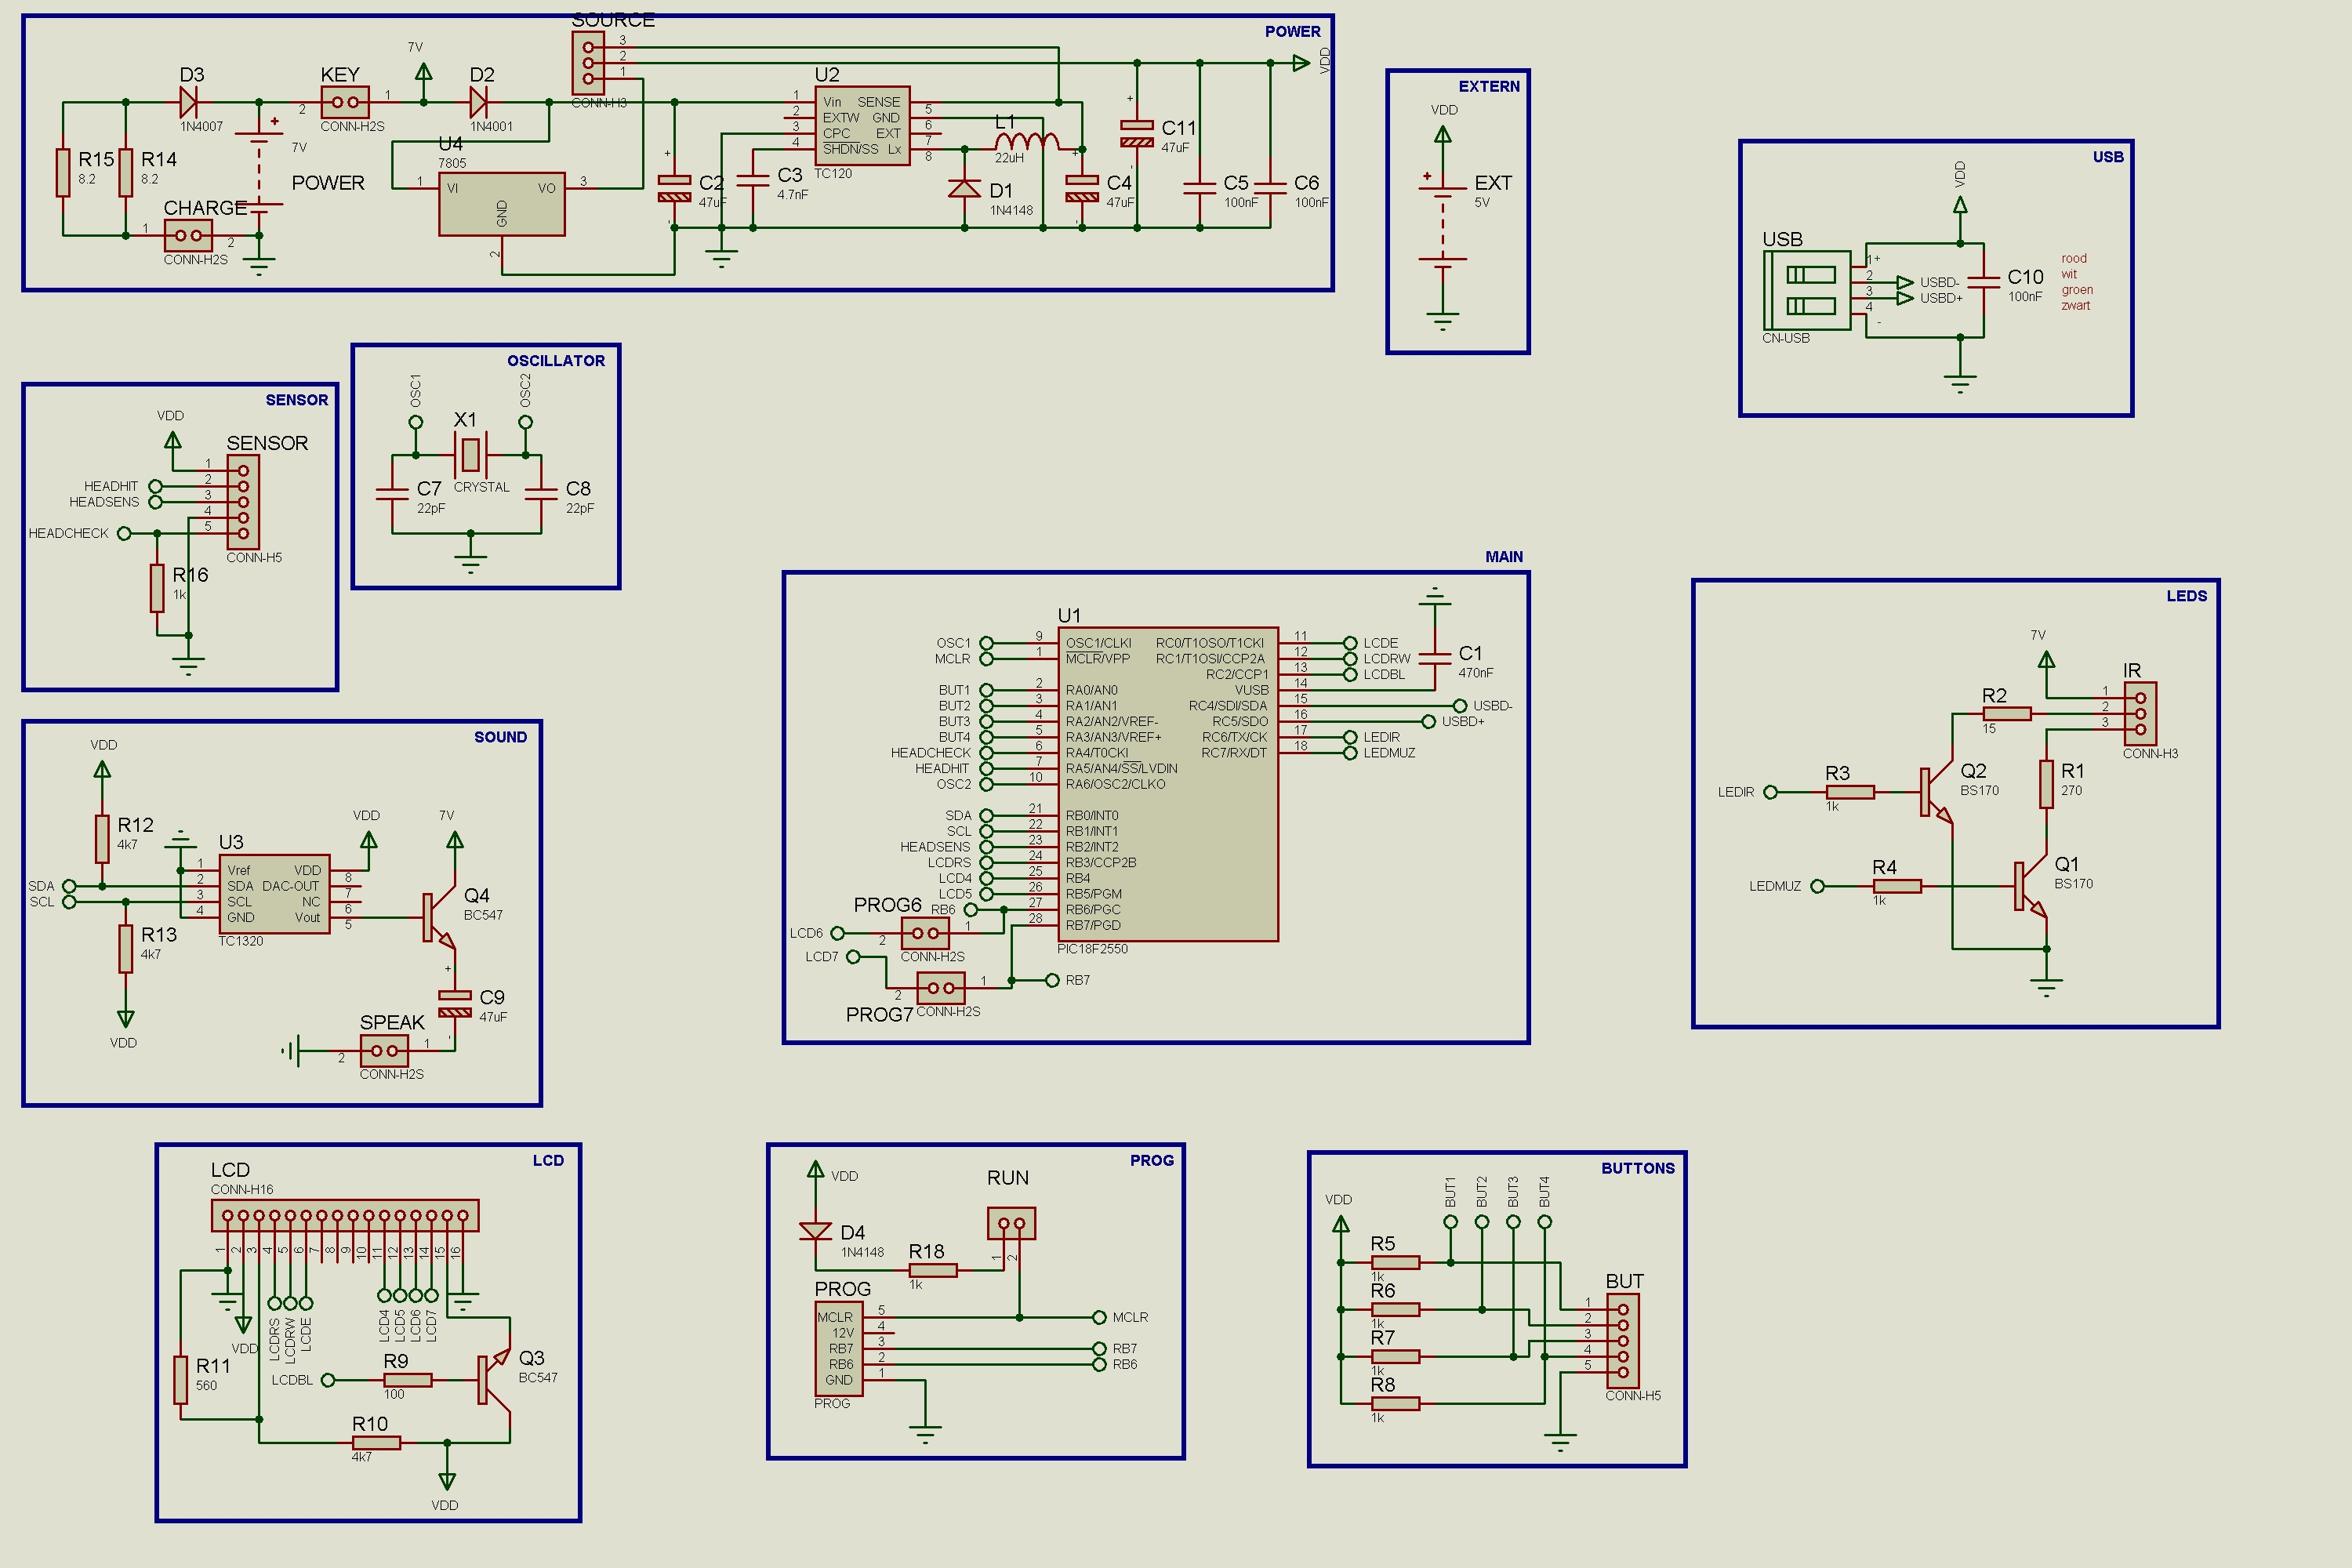 POWER
SOURCE
3
2
1
CONN-H3
VDD
D3
1N4007
KEY
2
1
CONN-H2S
7V
D2
1N4001
R15
8.2
R14
8.2
+
7V
POWER
CHARGE
1
2
CONN-H2S
U4
7805
1
VI
VO
3
GND
2
+
C2
47uF
-
C3
4.7nF
U2
1
Vin
SENSE
5
2
EXTW
GND
6
3
CPC
EXT
7
4
SHDN/SS
Lx
8
TC120
L1
22uH
D1
1N4148
+
C4
47uF
-
+
C11
47uF
-
C5
100nF
C6
100nF
EXTERN
VDD
+
EXT
5V
USB
VDD
USB
1
+
2
USBD-
3
USBD+
4
-
CN-USB
C10
100nF
rood
wit
groen
zwart
SENSOR
VDD
SENSOR
1
HEADHIT
2
HEADSENS
3
4
HEADCHECK
5
CONN-H5
R16
1k
OSCILLATOR
OSC1
OSC2
X1
CRYSTAL
C7
22pF
C8
22pF
MAIN
U1
OSC1
9
OSC1/CLKI
MCLR
1
MCLR/VPP
BUT1
2
RA0/AN0
BUT2
3
RA1/AN1
BUT3
4
RA2/AN2/VREF-
BUT4
5
RA3/AN3/VREF+
HEADCHECK
6
RA4/T0CKI
HEADHIT
7
RA5/AN4/SS/LVDIN
OSC2
10
RA6/OSC2/CLKO
SDA
21
RB0/INT0
SCL
22
RB1/INT1
HEADSENS
23
RB2/INT2
LCDRS
24
RB3/CCP2B
LCD4
25
RB4
LCD5
26
RB5/PGM
RB6
27
RB6/PGC
28
RB7/PGD
PIC18F2550
RC0/T1OSO/T1CKI
11
LCDE
RC1/T1OSI/CCP2A
12
LCDRW
RC2/CCP1
13
LCDBL
VUSB
14
RC4/SDI/SDA
15
USBD-
RC5/SDO
16
USBD+
RC6/TX/CK
17
LEDIR
RC7/RX/DT
18
LEDMUZ
C1
470nF
PROG6
LCD6
2
1
CONN-H2S
LCD7
2
1
RB7
PROG7
CONN-H2S
LEDS
7V
IR
1
2
3
CONN-H3
R2
15
R1
270
LEDIR
R3
1k
Q2
BS170
LEDMUZ
R4
1k
Q1
BS170
SOUND
VDD
R12
4k7
SDA
SCL
R13
4k7
VDD
U3
1
Vref
VDD
8
2
SDA
DAC-OUT
7
3
SCL
NC
6
4
GND
Vout
5
TC1320
VDD
7V
Q4
BC547
+
C9
47uF
-
SPEAK
2
1
CONN-H2S
LCD
LCD
CONN-H16
1
2
3
4
5
6
7
8
9
10
11
12
13
14
15
16
VDD
LCDRS
LCDRW
LCDE
LCD4
LCD5
LCD6
LCD7
R11
560
LCDBL
R9
100
Q3
BC547
R10
4k7
VDD
PROG
VDD
D4
1N4148
R18
1k
RUN
1
2
PROG
MCLR
5
MCLR
12V
4
RB7
3
RB7
RB6
2
RB6
GND
1
PROG
BUTTONS
VDD
BUT1
BUT2
BUT3
BUT4
R5
1k
R6
1k
R7
1k
R8
1k
BUT
1
2
3
4
5
CONN-H5